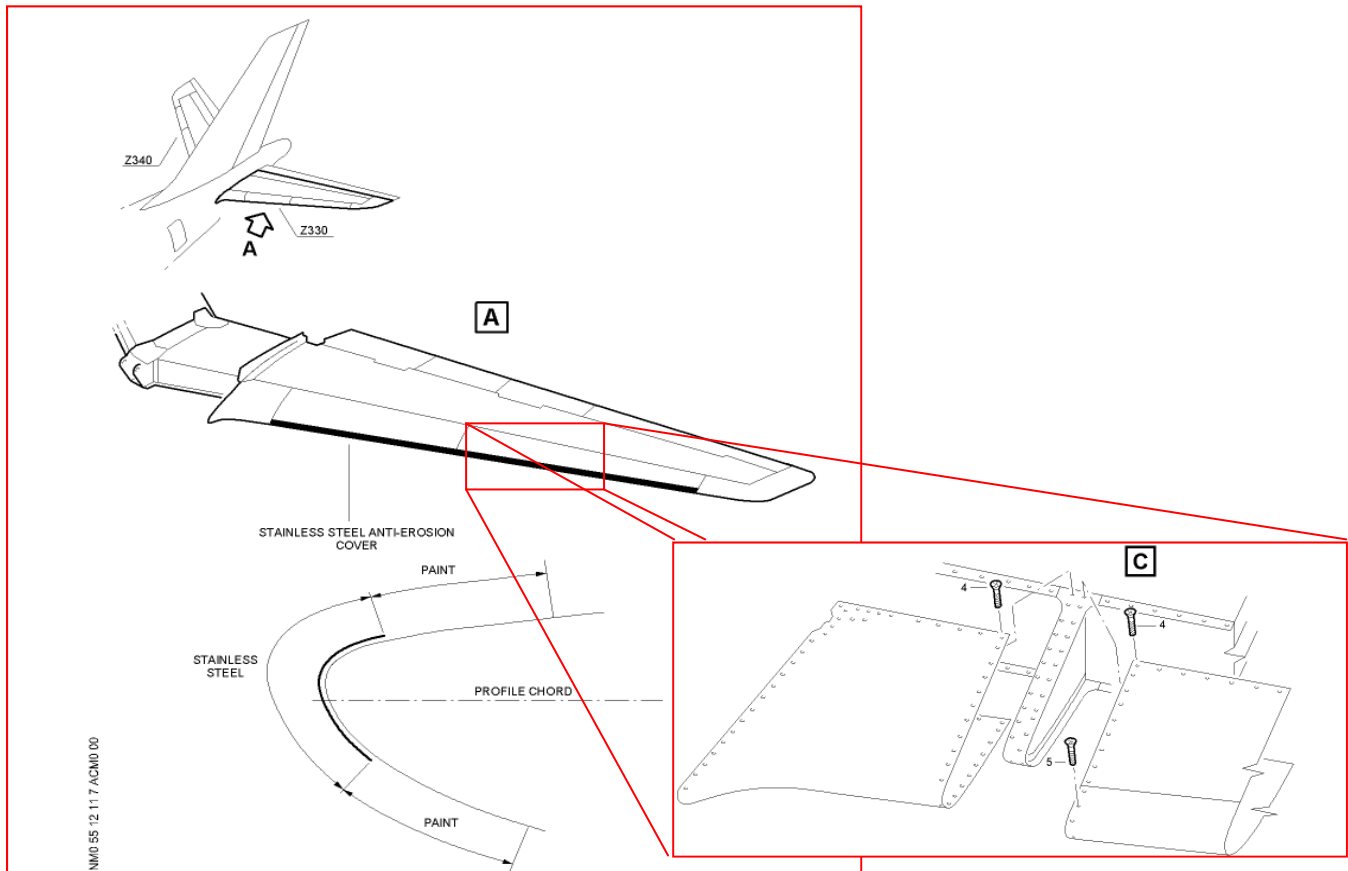 Z340
Z330
A
A
STAINLESS STEEL ANTI-EROSION
COVER
PAINT
STAINLESS
STEEL
PROFILE CHORD
PAINT
NM0 55 12 11 7 ACM0 00
C
4
4
5